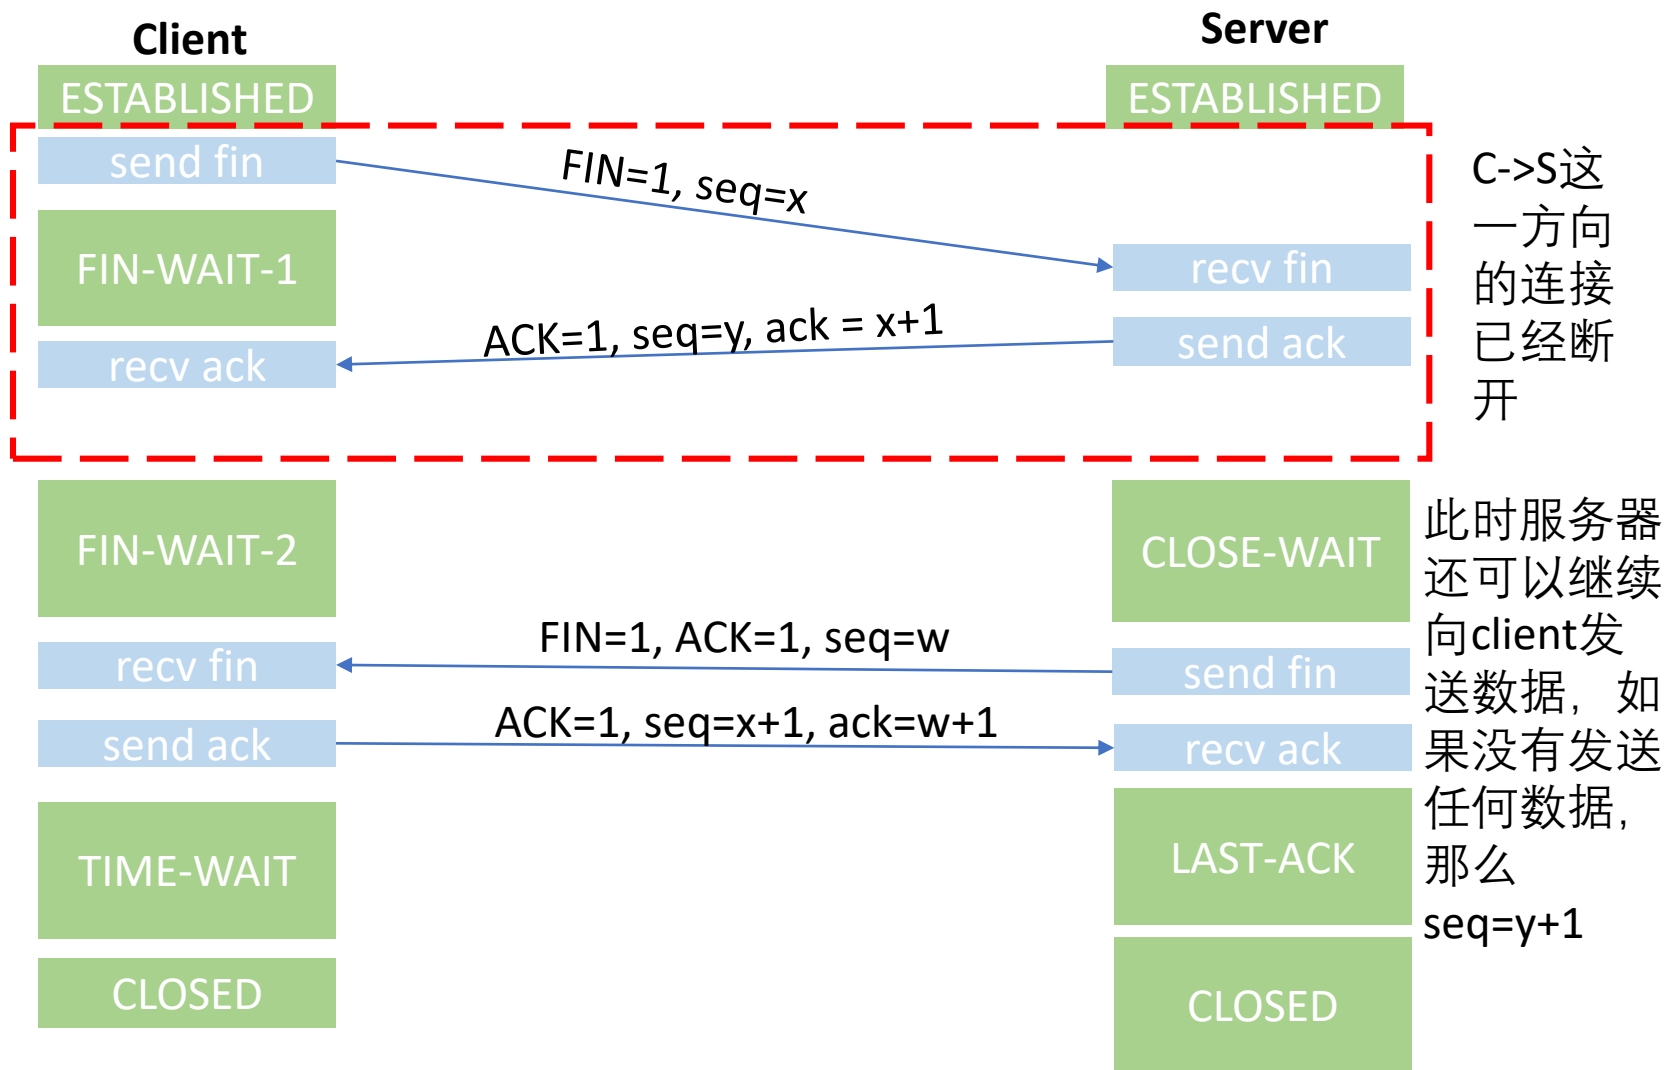 Client
Server
ESTABLISHED
ESTABLISHED
send fin
FIN=1, seq=x
C->S这
一方向
的连接
已经断
开
FIN-WAIT-1
recv fin
ACK=1, seq=y, ack = x+1
send ack
recv ack
FIN-WAIT-2
CLOSE-WAIT
此时服务器
还可以继续
向client发
送数据，如
果没有发送
任何数据，
那么
seq=y+1
FIN=1, ACK=1, seq=w
recv fin
send fin
ACK=1, seq=x+1, ack=w+1
send ack
recv ack
TIME-WAIT
LAST-ACK
CLOSED
CLOSED